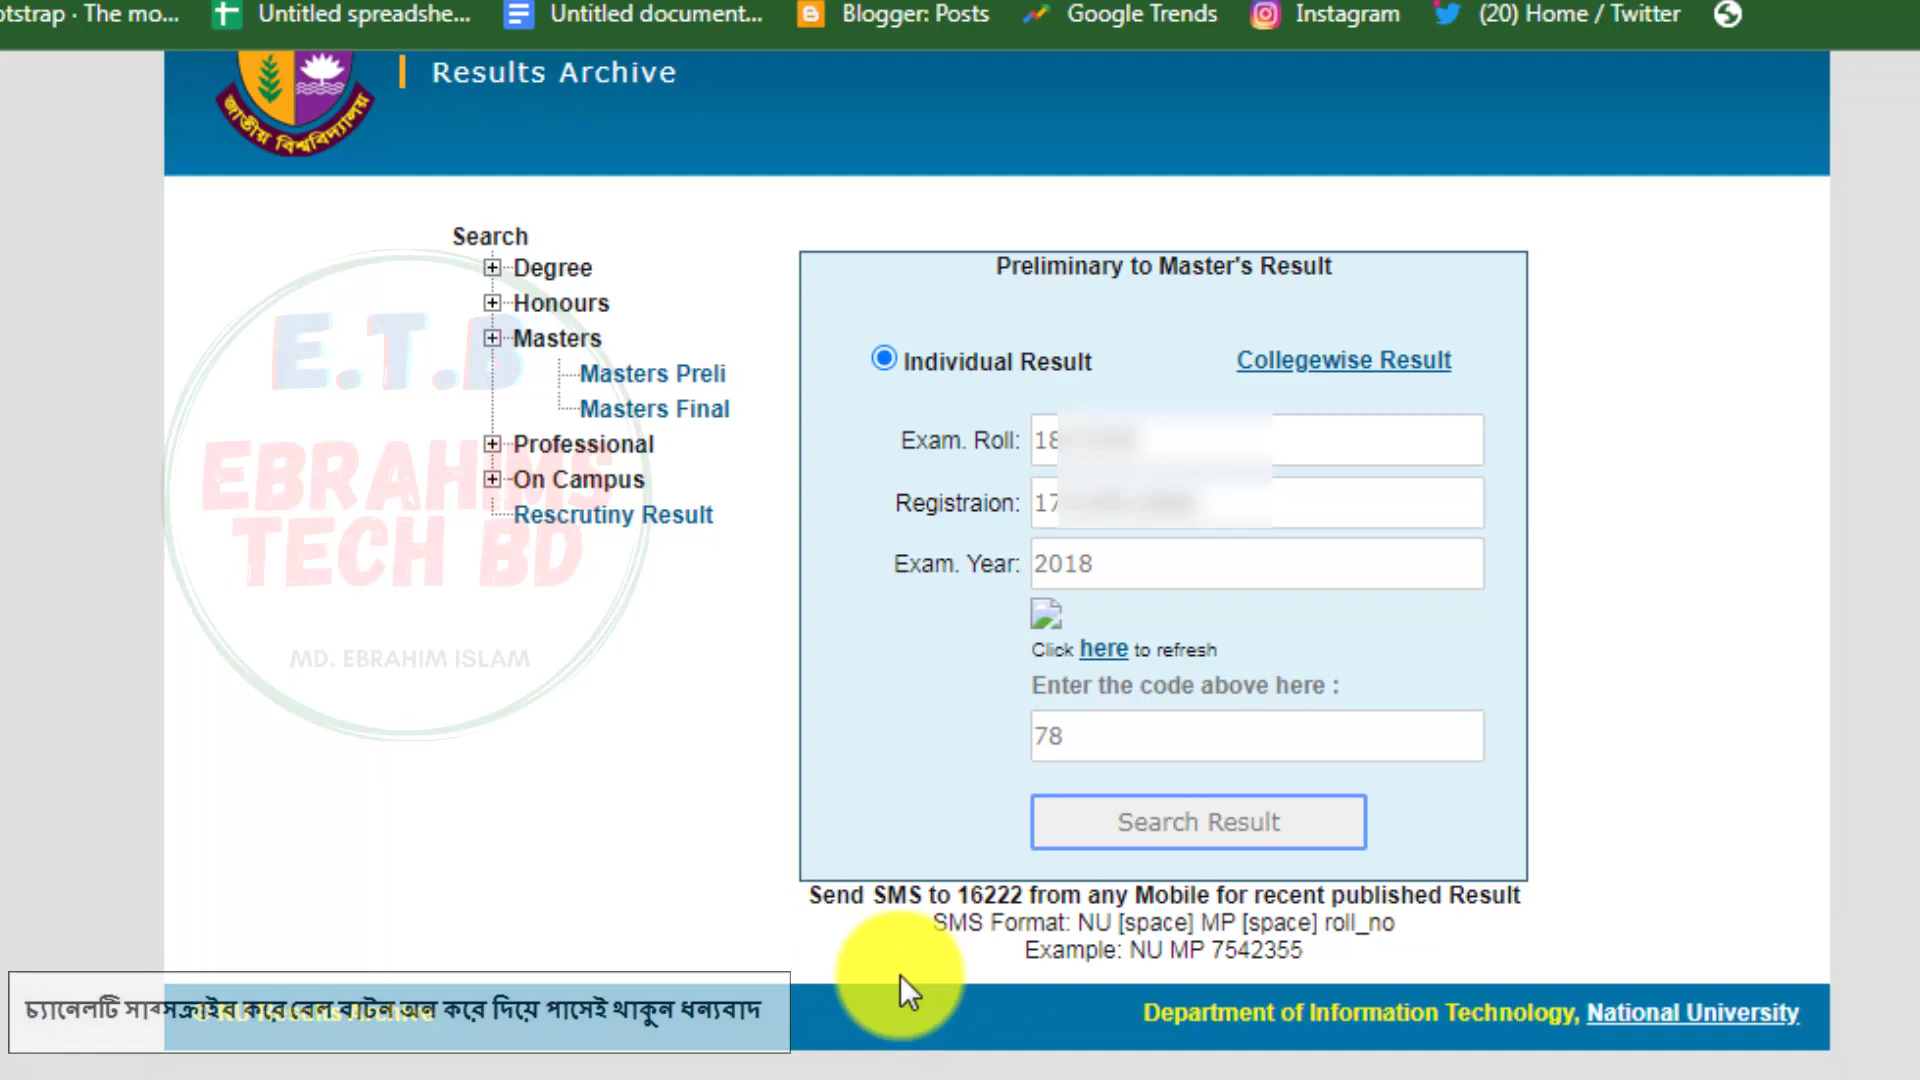 otstrap · The mo...
Untitled spreadshe...
Untitled document...
Blogger: Posts
Google Trends
Instagram
(20) Home / Twitter
Results Archive
জাতীয় বিশ্ববিদ্যালয়
Search
Degree
Honours
Masters
Masters Preli
Masters Final
Professional
On Campus
Rescrutiny Result
E.T.B
EBRAHIMS
TECH BD
MD. EBRAHIM ISLAM
Preliminary to Master's Result
Individual Result
Collegewise Result
Exam. Roll: 18
Registraion: 17
Exam. Year: 2018
Click here to refresh
Enter the code above here :
78
Search Result
Send SMS to 16222 from any Mobile for recent published Result
SMS Format: NU [space] MP [space] roll_no
Example: NU MP 7542355
চ্যানেলটি সাবসক্রাইব করে বেল বাটন অন করে দিয়ে পাসেই থাকুন ধন্যবাদ
Department of Information Technology, National University